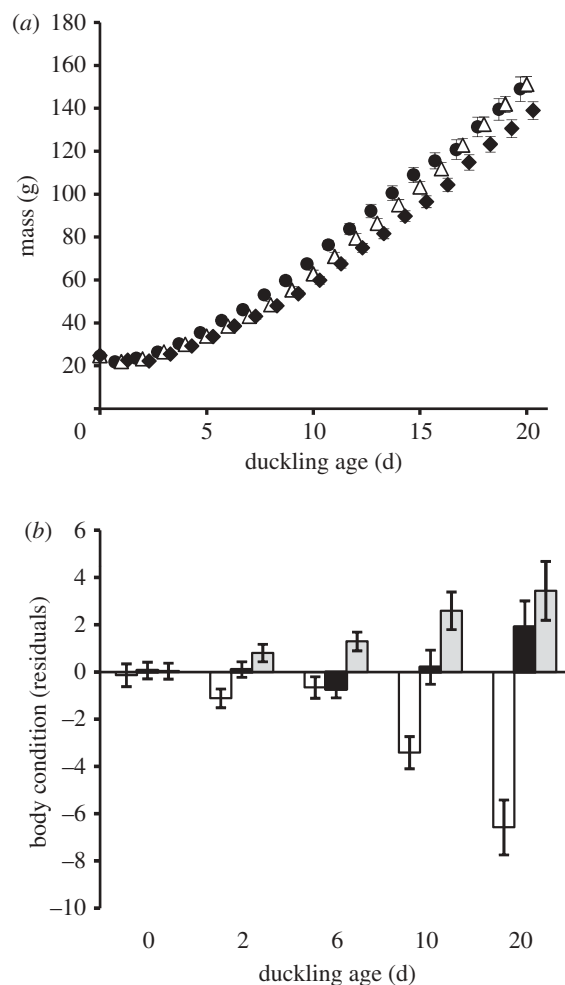 (a)
180
160
140
120
100
80
60
40
20
mass (g)
0 5 10 15 20
duckling age (d)
(b)
6
4
2
0
–2
–4
–6
–8
–10
body condition (residuals)
0 2 6 10 20
duckling age (d)